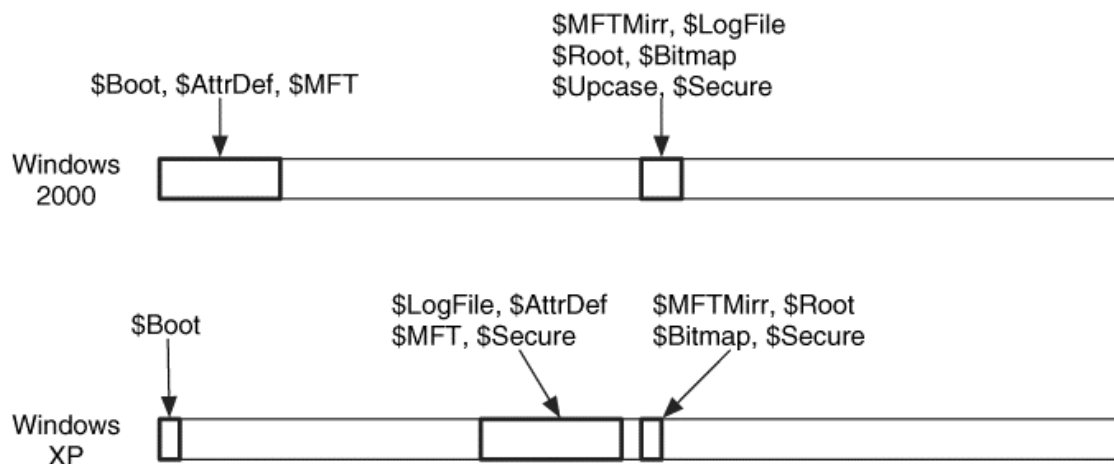 $MFTMirr, $LogFile
$Root, $Bitmap
$Upcase, $Secure
$Boot, $AttrDef, $MFT
Windows
2000
$LogFile, $AttrDef
$MFT, $Secure
$MFTMirr, $Root
$Bitmap, $Secure
$Boot
Windows
XP